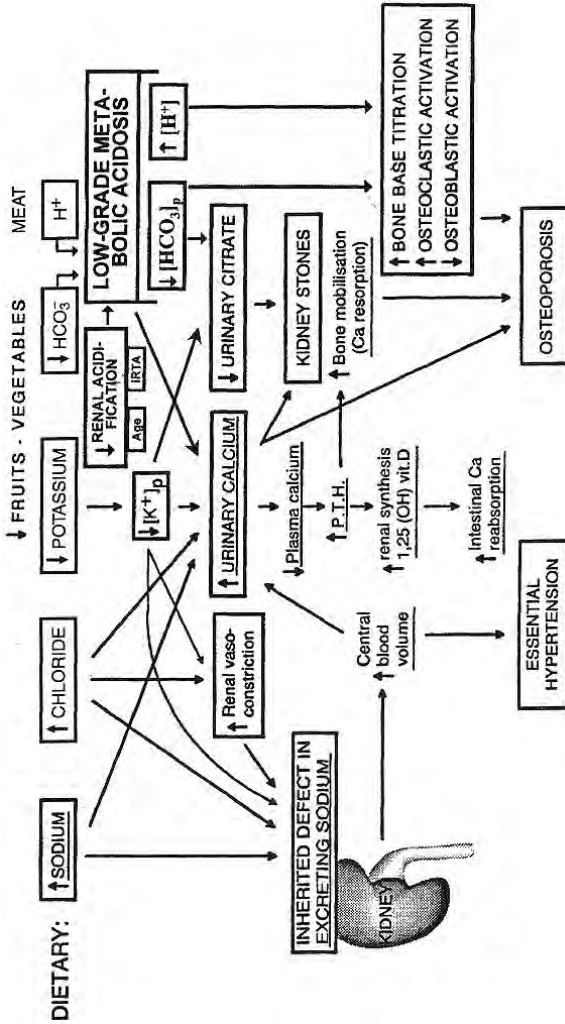 DIETARY:
↓ FRUITS - VEGETABLES
MEAT
↑ SODIUM
↑ CHLORIDE
↓ POTASSIUM
↓ HCO₃⁻
H⁺
↓ RENAL ACIDI-
FICATION
Age
IRTA
LOW-GRADE META-
BOLIC ACIDOSIS
↓ [K⁺]p
↓ [HCO₃]p
↑ [H⁺]
↑ Renal vaso-
constriction
↑ URINARY CALCIUM
↓ URINARY CITRATE
INHERITED DEFECT IN
EXCRETING SODIUM
KIDNEY
↓ Plasma calcium
KIDNEY STONES
↑ P.T.H.
↑ Bone mobilisation
(Ca resorption)
↑ Central
blood
volume
↑ renal synthesis
1,25 (OH) vit.D
↑ BONE BASE TITRATION
↑ OSTEOCLASTIC ACTIVATION
↓ OSTEOBLASTIC ACTIVATION
↑ Intestinal Ca
reabsorption
ESSENTIAL
HYPERTENSION
OSTEOPOROSIS